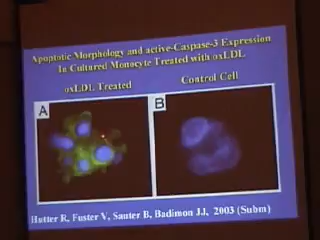 Apoptotic Morphology and active-Caspase-3 Expression
In Cultured Monocyte Treated with oxLDL
oxLDL Treated
Control Cell
A
B
Hutter R, Fuster V, Sauter B, Badimon JJ, 2003 (Subm)